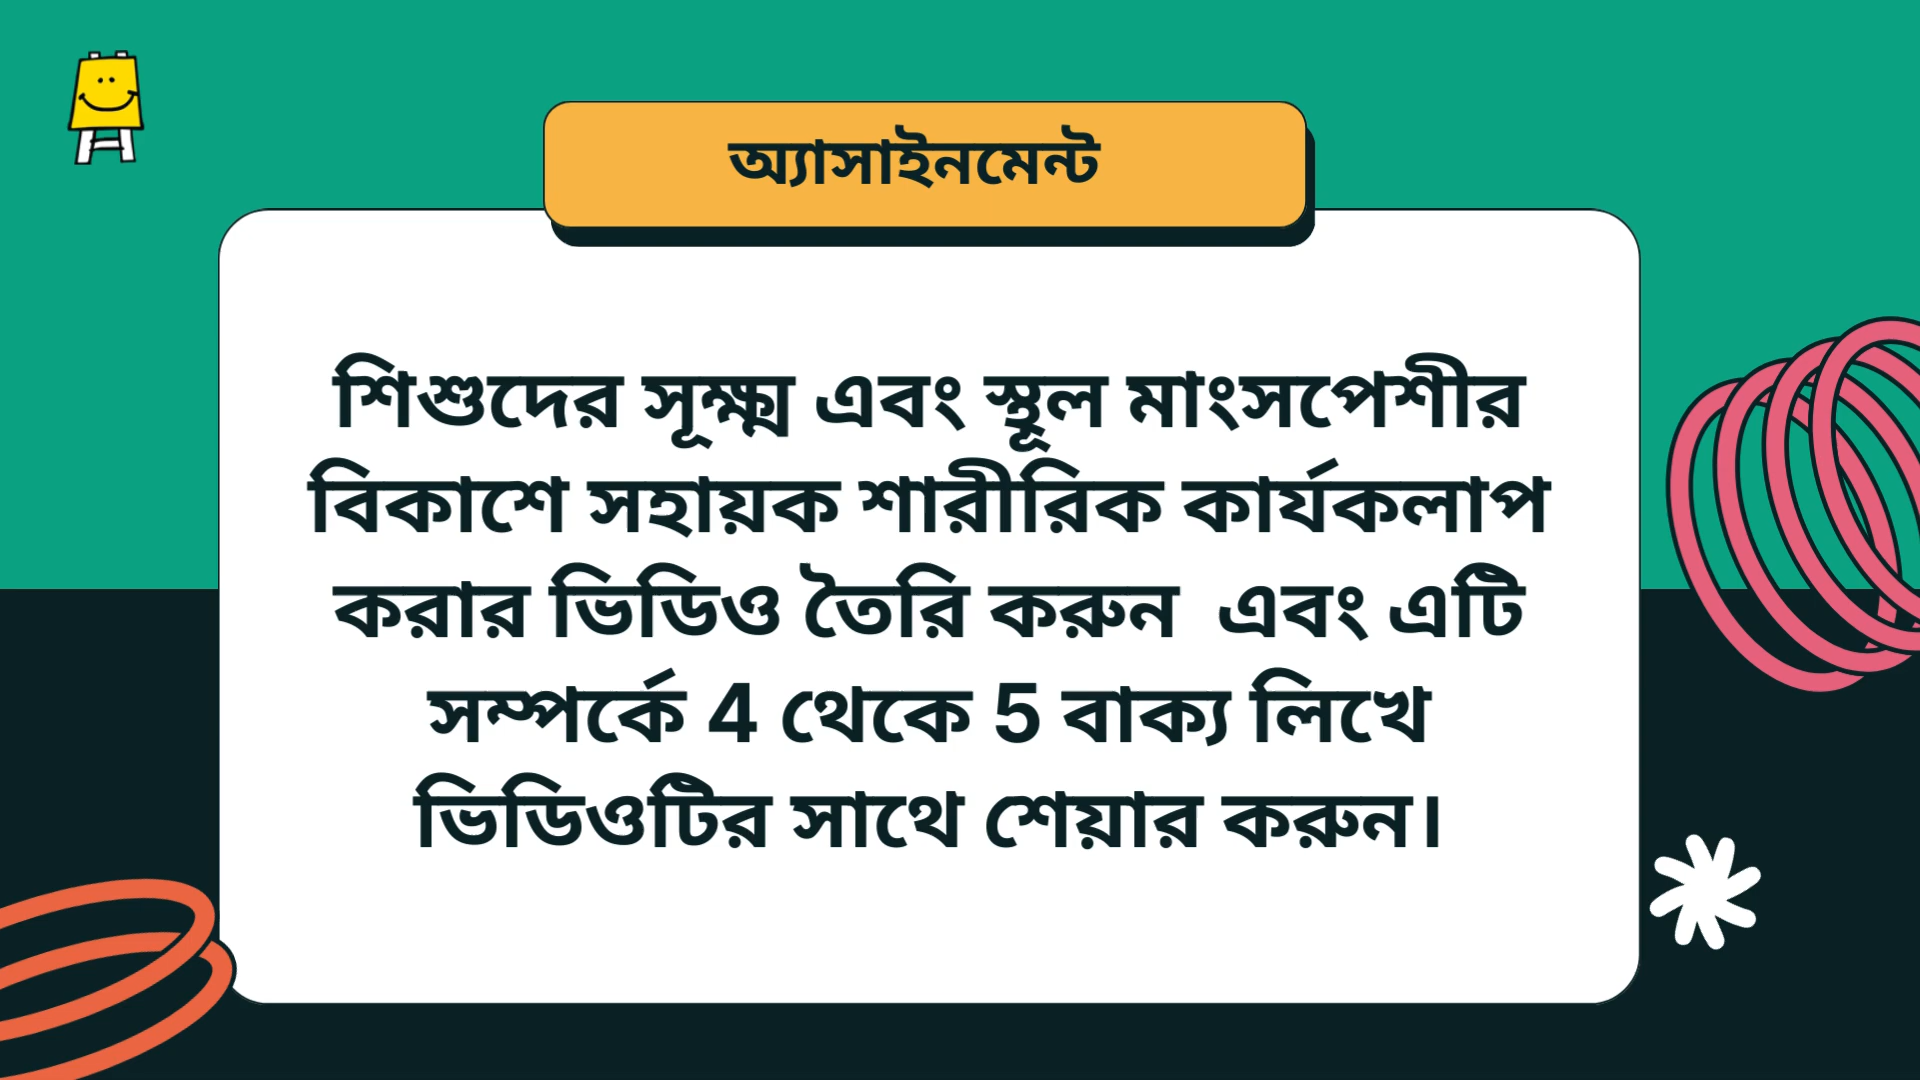 অ্যাসাইনমেন্ট
শিশুদের সূক্ষ্ম এবং স্থূল মাংসপেশীর
বিকাশে সহায়ক শারীরিক কার্যকলাপ
করার ভিডিও তৈরি করুন  এবং এটি
সম্পর্কে 4 থেকে 5 বাক্য লিখে
ভিডিওটির সাথে শেয়ার করুন।